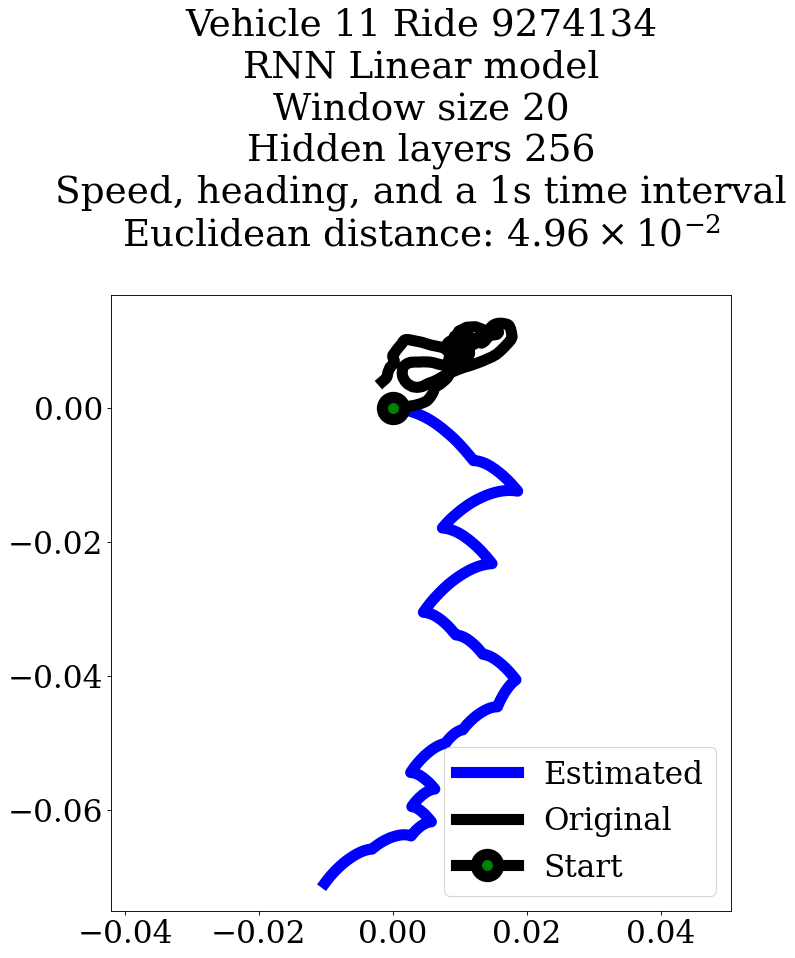 Vehicle 11 Ride 9274134
RNN Linear model
Window size 20
Hidden layers 256
Speed, heading, and a 1s time interval
Euclidean distance: 4.96 × 10⁻²
0.00
−0.02
−0.04
−0.06
Estimated
Original
Start
−0.04 −0.02 0.00 0.02 0.04